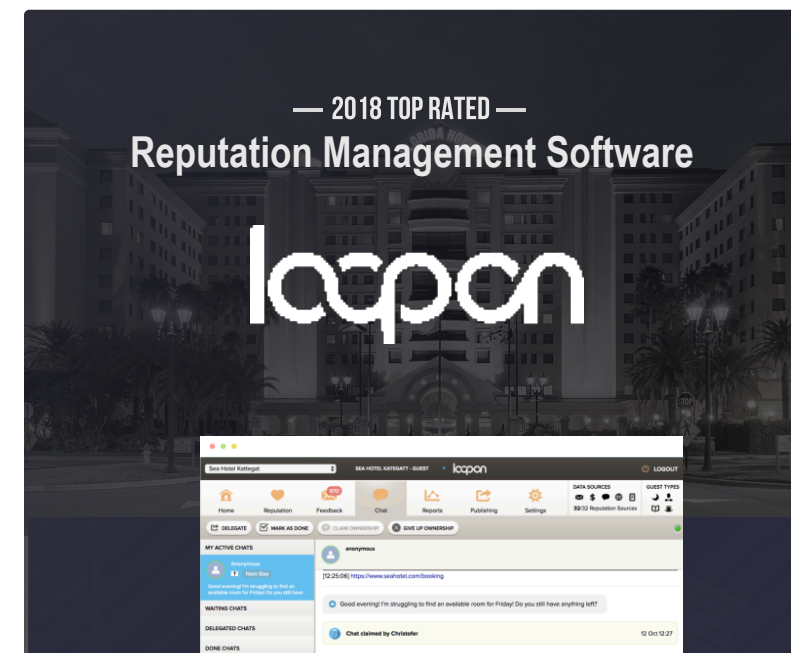 — 2018 TOP RATED —
Reputation Management Software
loopon
Sea Hotel Kattegat
SEA HOTEL KATTEGATT - GUEST
loopon
LOGOUT
Home
Reputation
Feedback
Chat
Reports
Publishing
Settings
DATA SOURCES
32/32 Reputation Sources
GUEST TYPES
DELEGATE
MARK AS DONE
CLAIM OWNERSHIP
GIVE UP OWNERSHIP
MY ACTIVE CHATS
Anonymous
New Stay
Good evening! I'm struggling to find an
available room for Friday! Do you still have
WAITING CHATS
DELEGATED CHATS
DONE CHATS
anonymous
[12:25:06] https://www.seahotel.com/booking
Good evening! I'm struggling to find an available room for Friday! Do you still have anything left?
Chat claimed by Christofer
12 Oct 12:27
STOP